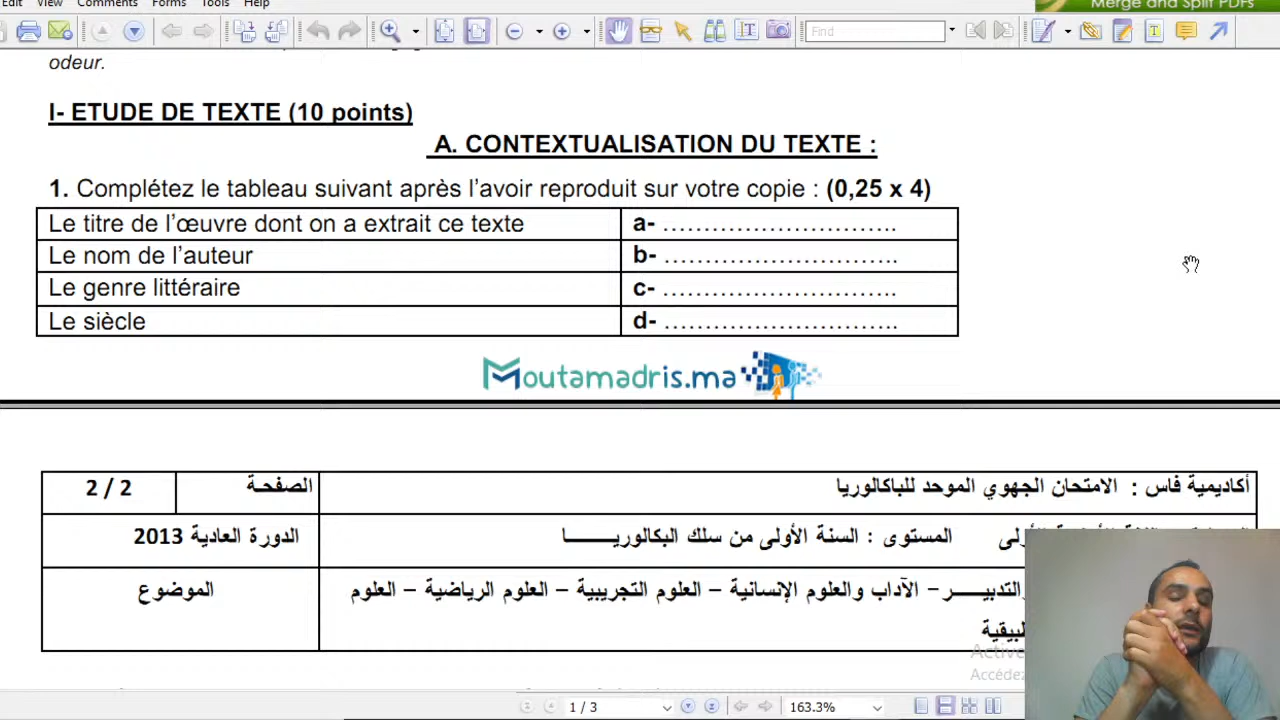 Edit View Comments Forms Tools Help
Merge and Split PDFs
Find
odeur.
I- ETUDE DE TEXTE (10 points)
A. CONTEXTUALISATION DU TEXTE :
1. Complétez le tableau suivant après l’avoir reproduit sur votre copie : (0,25 x 4)
Le titre de l’œuvre dont on a extrait ce texte a- ……………………….
Le nom de l’auteur b- ……………………….
Le genre littéraire c- ……………………….
Le siècle d- ……………………….
Moutamadris.ma
أكاديمية فاس : الامتحان الجهوي الموحد للباكالوريا الصفحة 2 / 2
الأولى المستوى : السنة الأولى من سلك البكالوريـــــا الدورة العادية 2013
والتدبيـــر – الآداب والعلوم الإنسانية – العلوم التجريبية – العلوم الرياضية – العلوم الموضوع
Accédez
1 / 3 163.3%